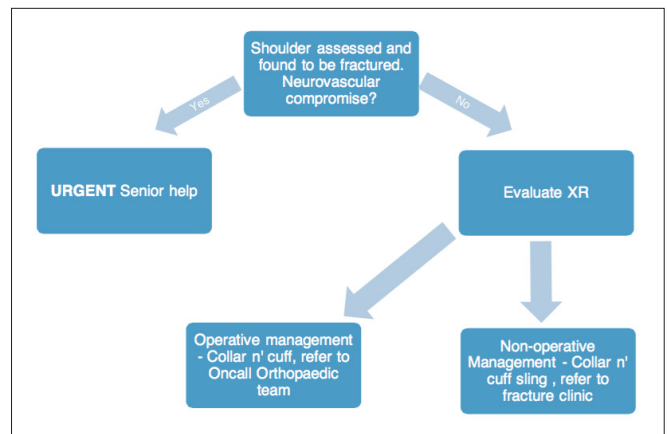 Shoulder assessed and
found to be fractured.
Neurovascular
compromise?
Yes
No
URGENT Senior help
Evaluate XR
Operative management
- Collar n' cuff, refer to
Oncall Orthopaedic
team
Non-operative
Management - Collar n'
cuff sling , refer to
fracture clinic